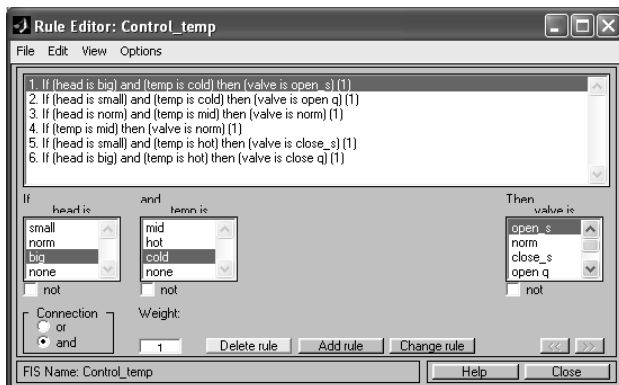 Rule Editor: Control_temp
File Edit View Options
1. If (head is big) and (temp is cold) then (valve is open_s) (1)
2. If (head is small) and (temp is cold) then (valve is open q) (1)
3. If (head is norm) and (temp is mid) then (valve is norm) (1)
4. If (temp is mid) then (valve is norm) (1)
5. If (head is small) and (temp is hot) then (valve is close_s) (1)
6. If (head is big) and (temp is hot) then (valve is close q) (1)
If and Then
head is temp is valve is
small mid open_s
norm hot norm
big cold close_s
none none open q
not not not
Connection Weight:
or
and 1 Delete rule Add rule Change rule << >>
FIS Name: Control_temp Help Close